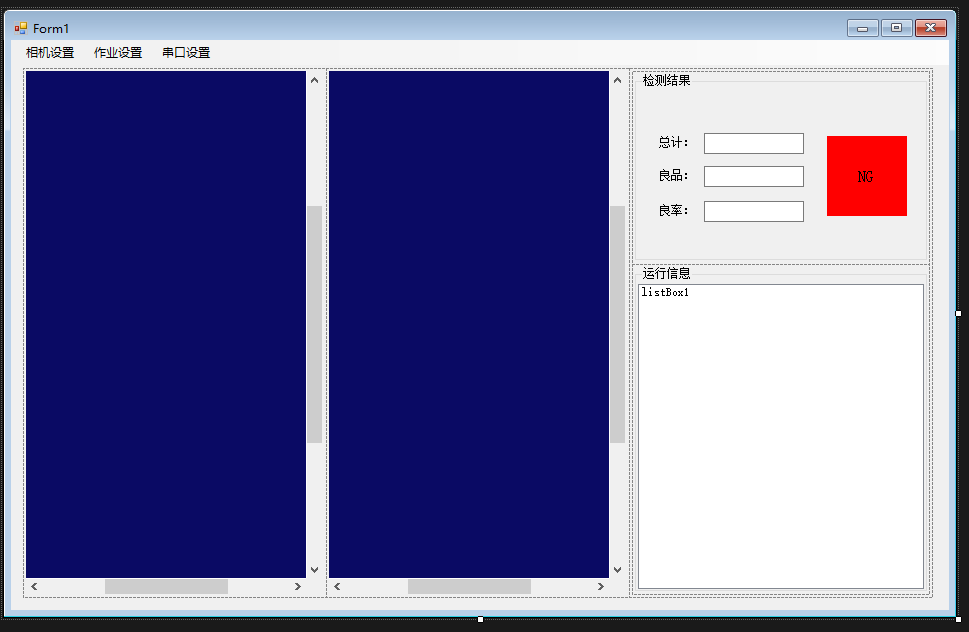 Form1
相机设置 作业设置 串口设置
检测结果
总计：
良品：
NG
良率：
运行信息
listBox1